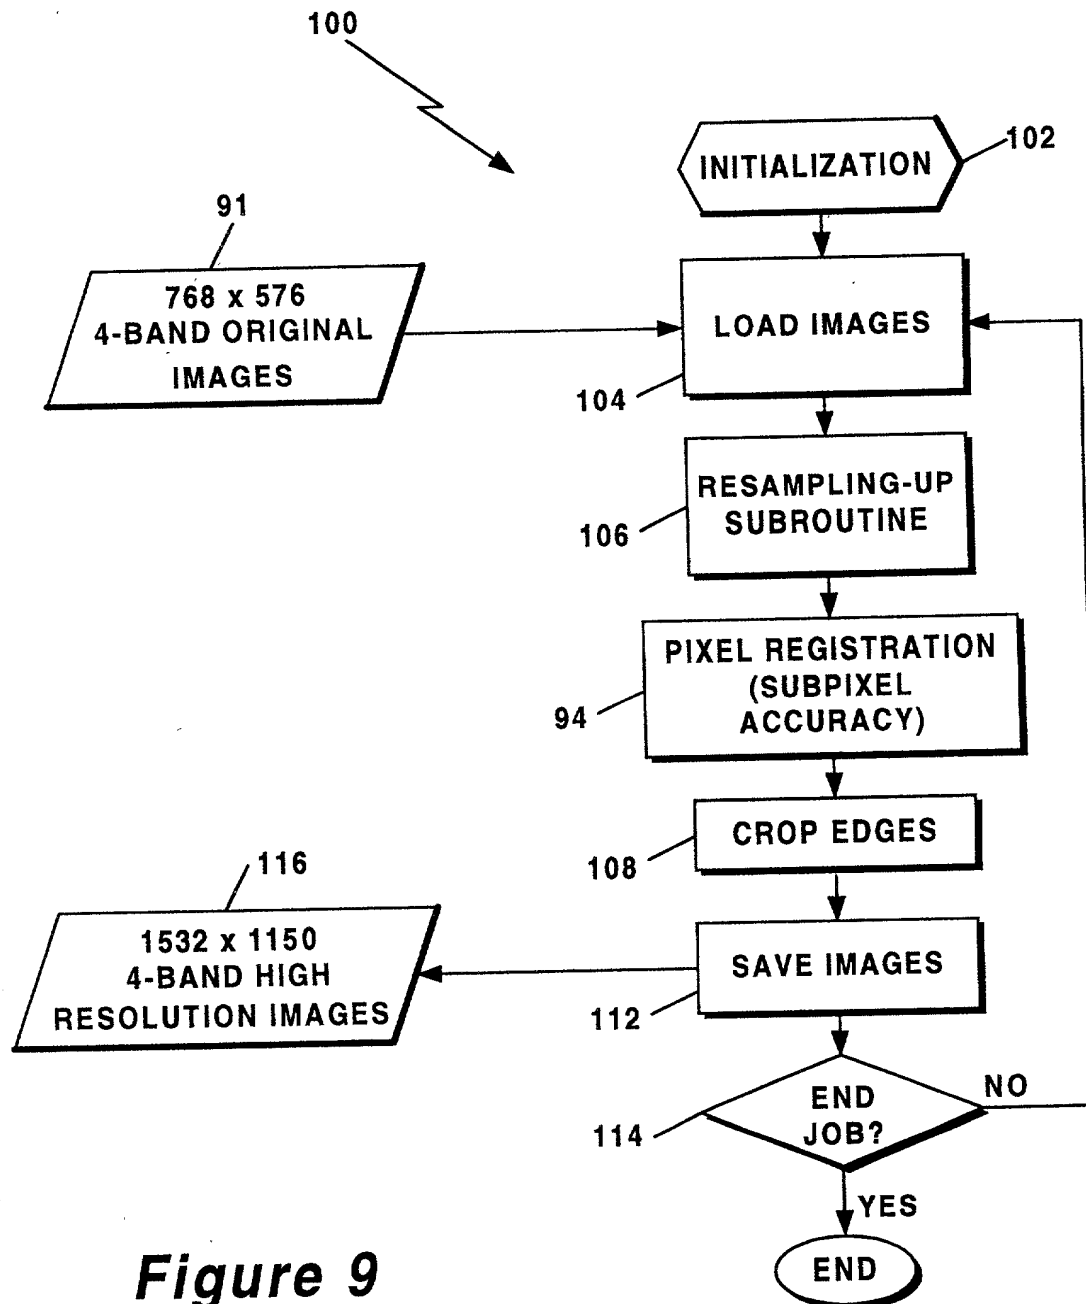 100
INITIALIZATION
102
91
768 x 576
4-BAND ORIGINAL
IMAGES
LOAD IMAGES
104
RESAMPLING-UP
SUBROUTINE
106
PIXEL REGISTRATION
(SUBPIXEL
ACCURACY)
94
CROP EDGES
108
116
1532 x 1150
4-BAND HIGH
RESOLUTION IMAGES
SAVE IMAGES
112
END
JOB?
NO
114
YES
END
Figure 9